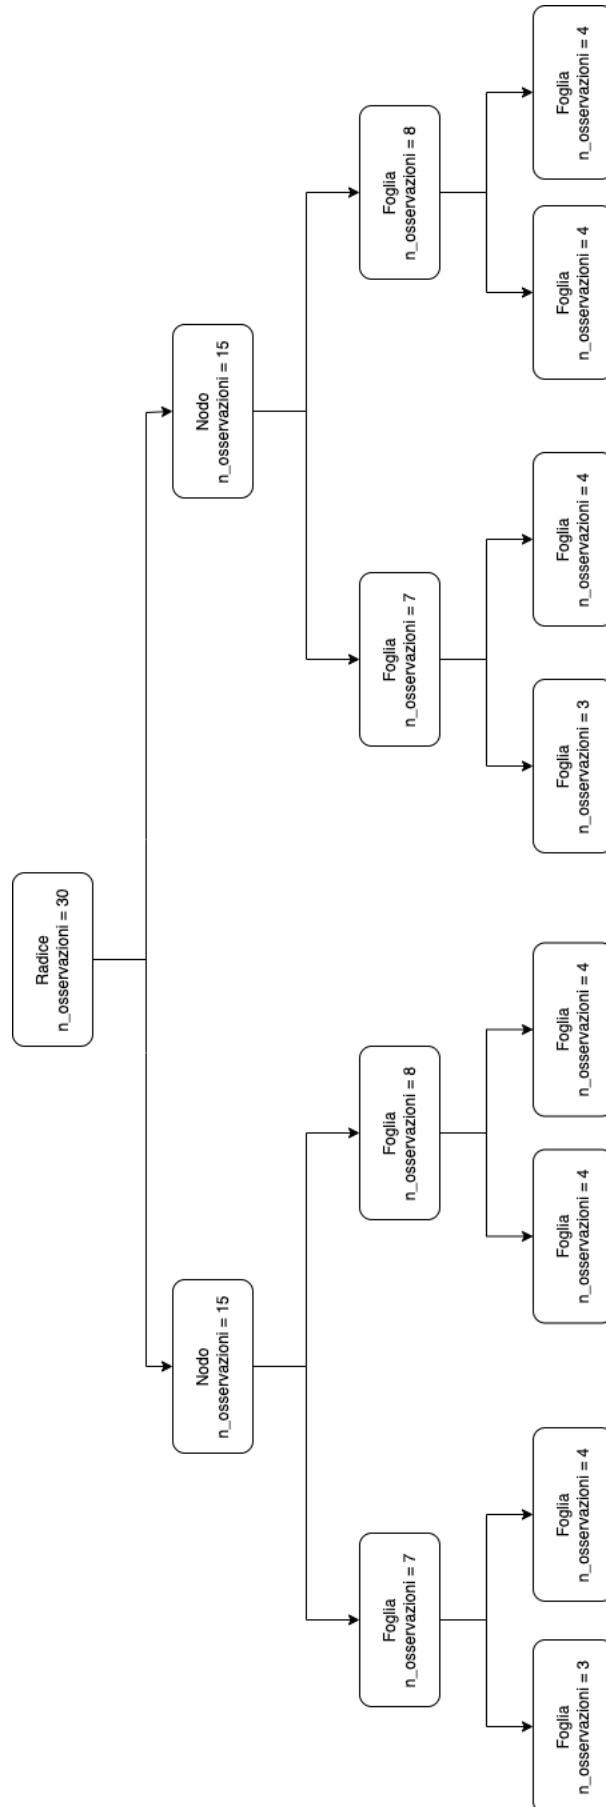 Radice
n_osservazioni = 30
Nodo
n_osservazioni = 15
Nodo
n_osservazioni = 15
Foglia
n_osservazioni = 7
Foglia
n_osservazioni = 8
Foglia
n_osservazioni = 7
Foglia
n_osservazioni = 8
Foglia
n_osservazioni = 3
Foglia
n_osservazioni = 4
Foglia
n_osservazioni = 4
Foglia
n_osservazioni = 4
Foglia
n_osservazioni = 3
Foglia
n_osservazioni = 4
Foglia
n_osservazioni = 4
Foglia
n_osservazioni = 4